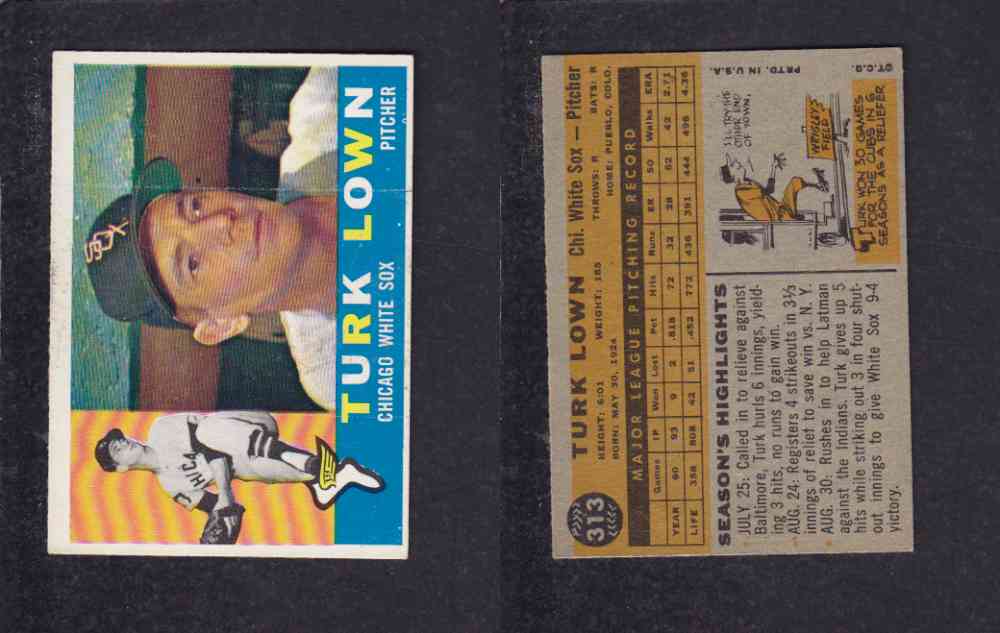 SOX
TURK LOWN
CHICAGO WHITE SOX PITCHER
CHICA
SOX
313
TURK LOWN Chi. White Sox — Pitcher
HEIGHT: 6:01 WEIGHT: 185 THROWS: R BATS: R
BORN: MAY 30, 1924 HOME: PUEBLO, COLO.
MAJOR LEAGUE PITCHING RECORD
Games IP Won Lost Pct Hits Runs ER SO Walks ERA
YEAR 60 93 9 2 .818 72 32 28 62 42 2.71
LIFE 358 808 42 51 .452 772 436 391 444 496 4.36
SEASON'S HIGHLIGHTS
JULY 25: Called in to relieve against
Baltimore, Turk hurls 6 innings, yield-
ing 3 hits, no runs to gain win.
AUG. 24: Registers 4 strikeouts in 3⅓
innings of relief to save win vs. N. Y.
AUG. 30: Rushes in to help Latman
against the Indians. Turk gives up 5
hits while striking out 3 in four shut-
out innings to give White Sox 9-4
victory.
I'LL TRY THE
OTHER END
OF TOWN.
WRIGLEY
FIELD
TURK WON 30 GAMES
FOR THE CUBS IN 6
SEASONS AS A RELIEFER
©T.C.G. PRTD. IN U.S.A.